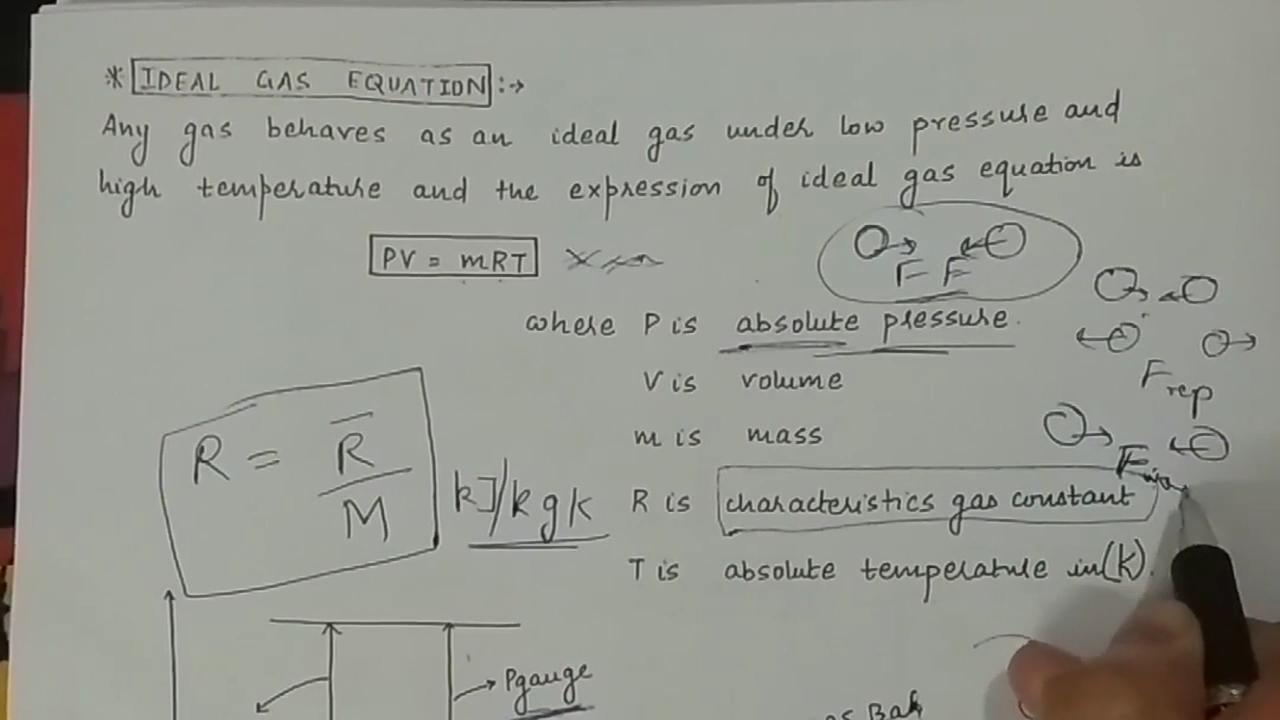 * IDEAL GAS EQUATION :→
Any gas behaves as an ideal gas under low pressure and
high temperature and the expression of ideal gas equation is
PV = mRT
F F
where P is absolute pressure.
V is volume
F rep
m is mass
R = R̅ / M
kJ/kgk
R is characteristics gas constant
T is absolute temperature in (k).
Pgauge